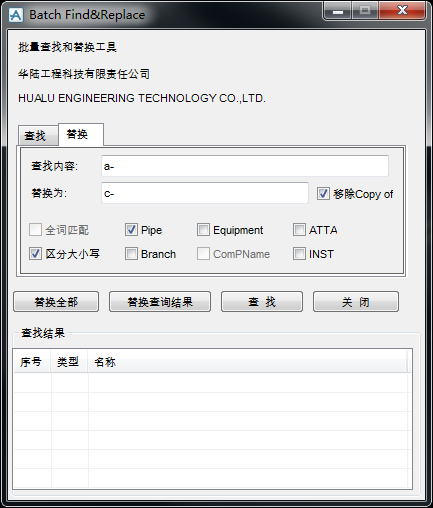 Batch Find&Replace
批量查找和替换工具
华陆工程科技有限责任公司
HUALU ENGINEERING TECHNOLOGY CO.,LTD.
查找 替换
查找内容: a-
替换为: c- 移除Copy of
全词匹配 Pipe Equipment ATTA
区分大小写 Branch ComPName INST
替换全部 替换查询结果 查 找 关 闭
查找结果
序号 类型 名称